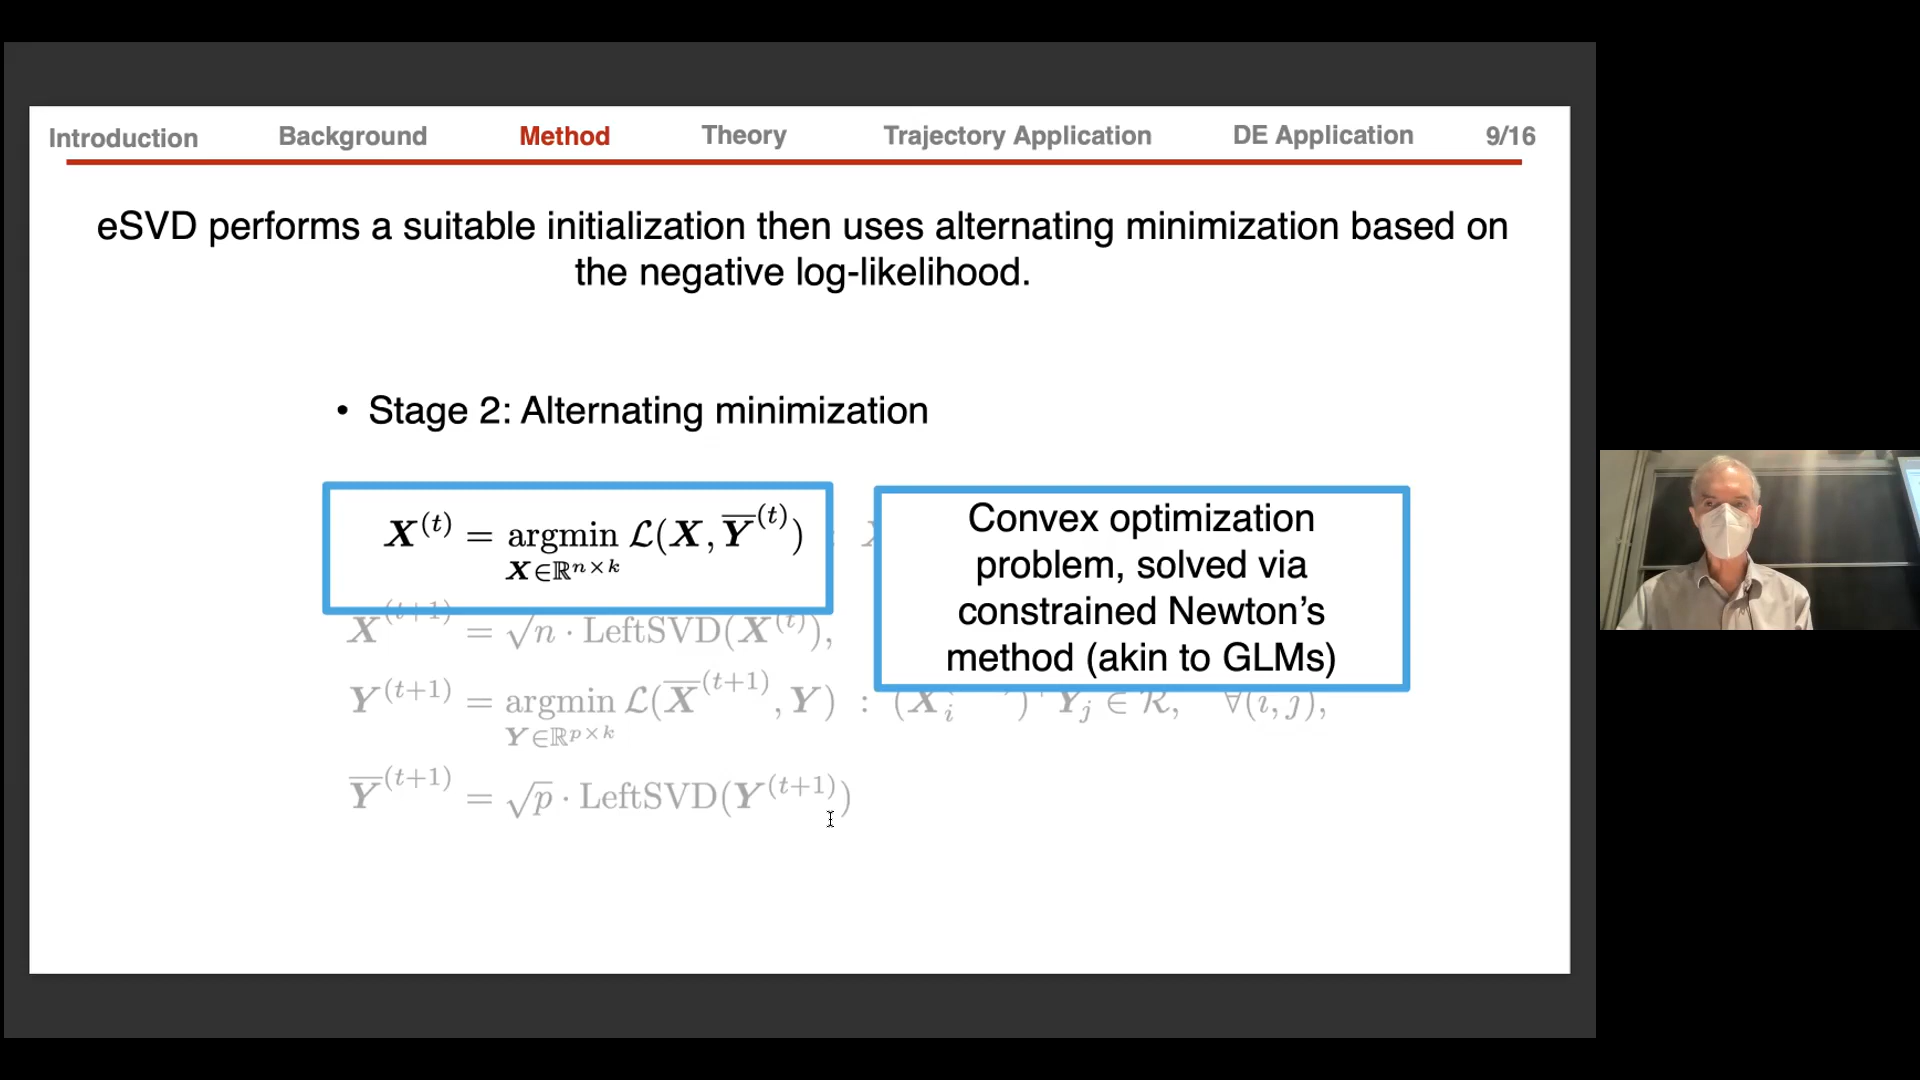 Introduction Background Method Theory Trajectory Application DE Application 9/16
eSVD performs a suitable initialization then uses alternating minimization based on
the negative log-likelihood.
• Stage 2: Alternating minimization
X^(t) = argmin L(X, Y̅^(t))
X∈ℝ^{n×k}
Convex optimization
problem, solved via
constrained Newton's
method (akin to GLMs)
X^(t+1) = √n · LeftSVD(X^(t)),
Y^(t+1) = argmin L(X̅^(t+1), Y) : (X_i )^⊤ Y_j ∈ R, ∀(i, j),
Y∈ℝ^{p×k}
Y̅^(t+1) = √p · LeftSVD(Y^(t+1))